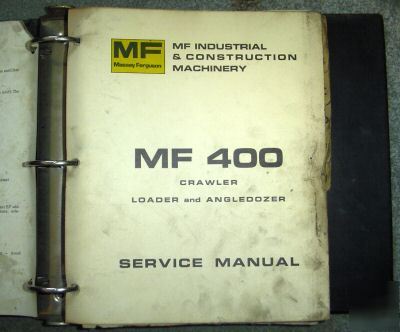 MF
Massey Ferguson
MF INDUSTRIAL
& CONSTRUCTION
MACHINERY
MF 400
CRAWLER
LOADER and ANGLEDOZER
SERVICE MANUAL